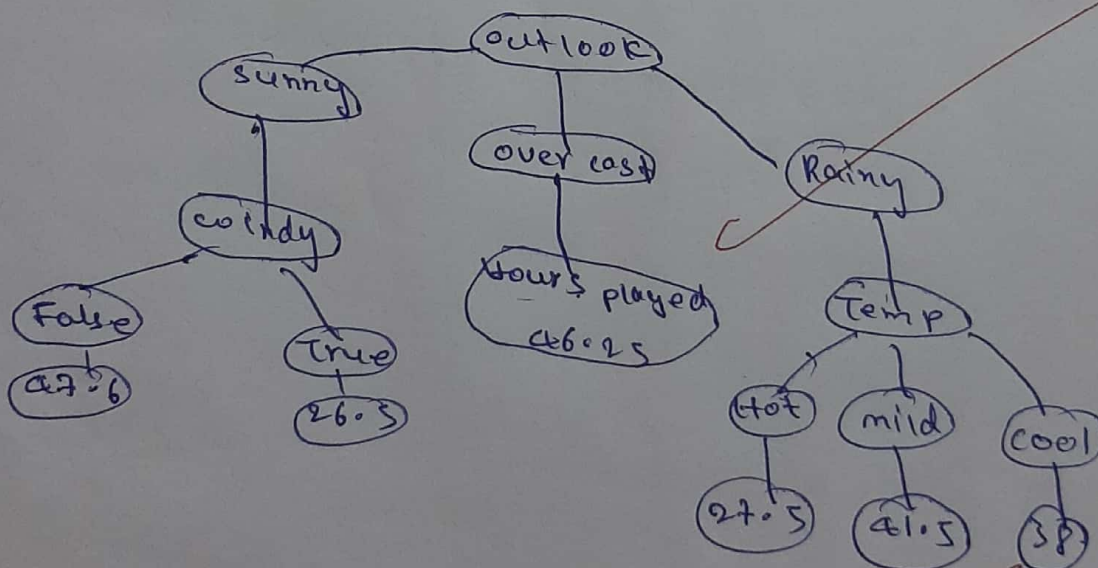 outlook
sunny
over cast
Rainy
windy
Hours played
46.25
Temp
False
True
47.6
26.5
Hot
mild
cool
27.5
41.5
38